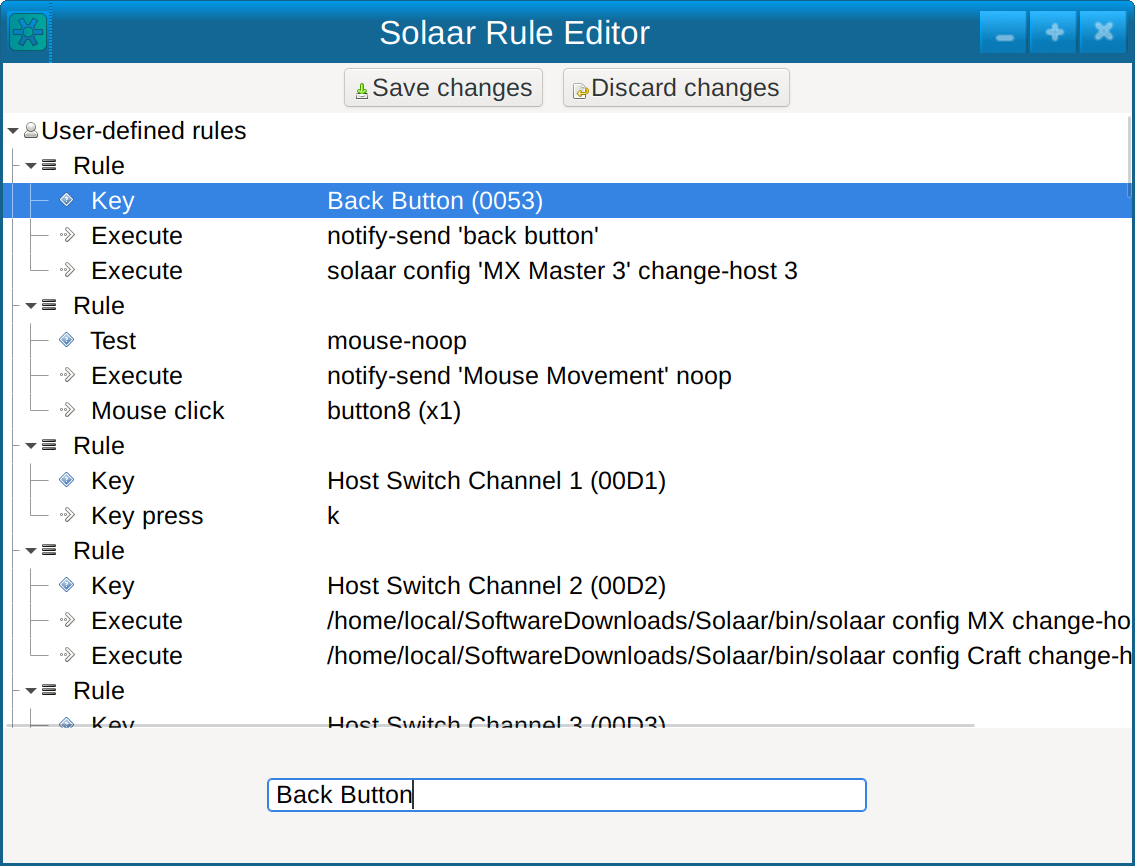 Solaar Rule Editor
Save changes Discard changes
User-defined rules
Rule
Key Back Button (0053)
Execute notify-send 'back button'
Execute solaar config 'MX Master 3' change-host 3
Rule
Test mouse-noop
Execute notify-send 'Mouse Movement' noop
Mouse click button8 (x1)
Rule
Key Host Switch Channel 1 (00D1)
Key press k
Rule
Key Host Switch Channel 2 (00D2)
Execute /home/local/SoftwareDownloads/Solaar/bin/solaar config MX change-ho
Execute /home/local/SoftwareDownloads/Solaar/bin/solaar config Craft change-h
Rule
Key Host Switch Channel 3 (00D3)
Back Button